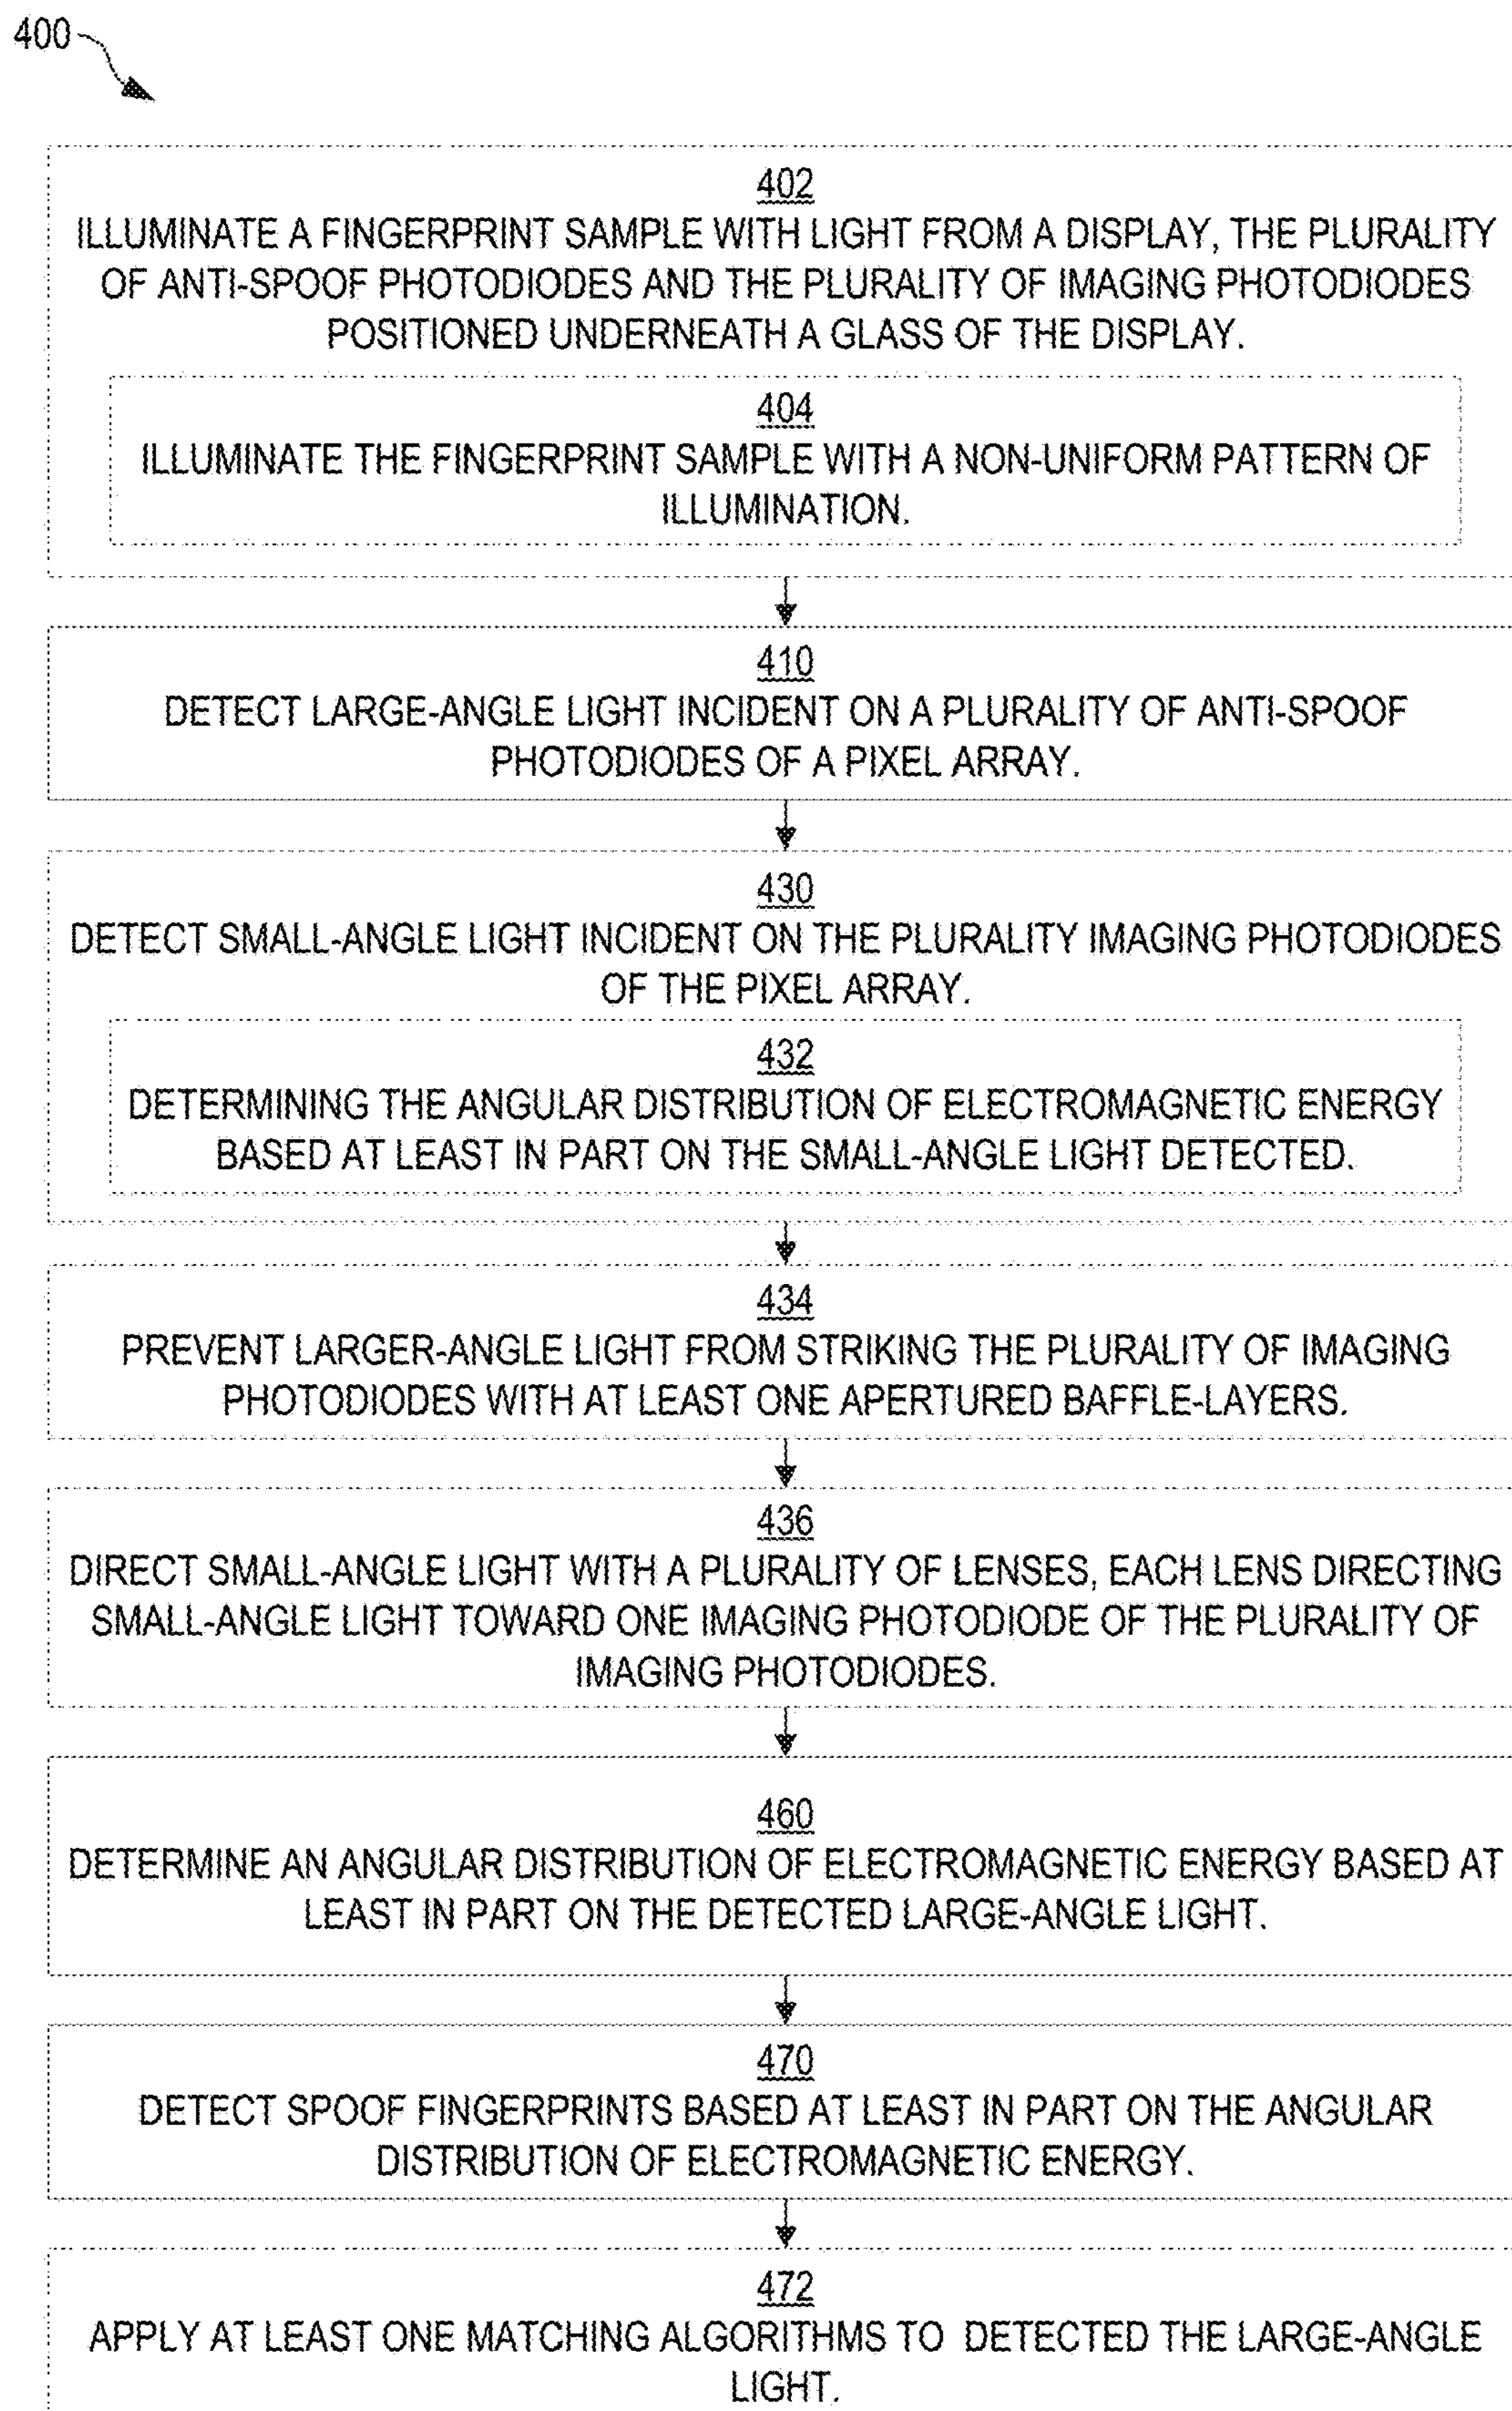 400
402
ILLUMINATE A FINGERPRINT SAMPLE WITH LIGHT FROM A DISPLAY, THE PLURALITY
OF ANTI-SPOOF PHOTODIODES AND THE PLURALITY OF IMAGING PHOTODIODES
POSITIONED UNDERNEATH A GLASS OF THE DISPLAY.
404
ILLUMINATE THE FINGERPRINT SAMPLE WITH A NON-UNIFORM PATTERN OF
ILLUMINATION.
410
DETECT LARGE-ANGLE LIGHT INCIDENT ON A PLURALITY OF ANTI-SPOOF
PHOTODIODES OF A PIXEL ARRAY.
430
DETECT SMALL-ANGLE LIGHT INCIDENT ON THE PLURALITY IMAGING PHOTODIODES
OF THE PIXEL ARRAY.
432
DETERMINING THE ANGULAR DISTRIBUTION OF ELECTROMAGNETIC ENERGY
BASED AT LEAST IN PART ON THE SMALL-ANGLE LIGHT DETECTED.
434
PREVENT LARGER-ANGLE LIGHT FROM STRIKING THE PLURALITY OF IMAGING
PHOTODIODES WITH AT LEAST ONE APERTURED BAFFLE-LAYERS.
436
DIRECT SMALL-ANGLE LIGHT WITH A PLURALITY OF LENSES, EACH LENS DIRECTING
SMALL-ANGLE LIGHT TOWARD ONE IMAGING PHOTODIODE OF THE PLURALITY OF
IMAGING PHOTODIODES.
460
DETERMINE AN ANGULAR DISTRIBUTION OF ELECTROMAGNETIC ENERGY BASED AT
LEAST IN PART ON THE DETECTED LARGE-ANGLE LIGHT.
470
DETECT SPOOF FINGERPRINTS BASED AT LEAST IN PART ON THE ANGULAR
DISTRIBUTION OF ELECTROMAGNETIC ENERGY.
472
APPLY AT LEAST ONE MATCHING ALGORITHMS TO DETECTED THE LARGE-ANGLE
LIGHT.